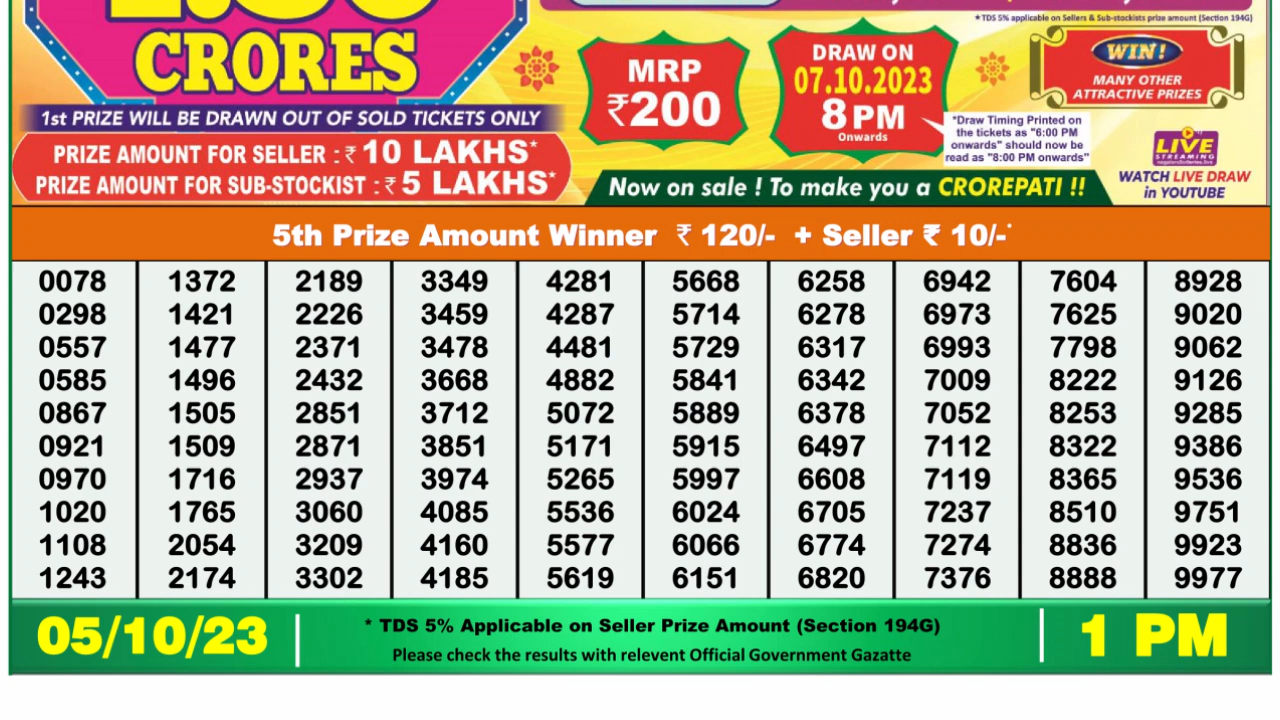 *TDS 5% applicable on Sellers & Sub-stockists prize amount (Section 194G)
CRORES
1st PRIZE WILL BE DRAWN OUT OF SOLD TICKETS ONLY
PRIZE AMOUNT FOR SELLER : ₹ 10 LAKHS*
PRIZE AMOUNT FOR SUB-STOCKIST : ₹ 5 LAKHS*
MRP
₹200
DRAW ON
07.10.2023
8 PM
Onwards
*Draw Timing Printed on
the tickets as "6:00 PM
onwards" should now be
read as "8:00 PM onwards"
WIN!
MANY OTHER
ATTRACTIVE PRIZES
LIVE
STREAMING
WATCH LIVE DRAW
in YOUTUBE
Now on sale ! To make you a CROREPATI !!
5th Prize Amount Winner ₹ 120/- + Seller ₹ 10/-*
0078 1372 2189 3349 4281 5668 6258 6942 7604 8928
0298 1421 2226 3459 4287 5714 6278 6973 7625 9020
0557 1477 2371 3478 4481 5729 6317 6993 7798 9062
0585 1496 2432 3668 4882 5841 6342 7009 8222 9126
0867 1505 2851 3712 5072 5889 6378 7052 8253 9285
0921 1509 2871 3851 5171 5915 6497 7112 8322 9386
0970 1716 2937 3974 5265 5997 6608 7119 8365 9536
1020 1765 3060 4085 5536 6024 6705 7237 8510 9751
1108 2054 3209 4160 5577 6066 6774 7274 8836 9923
1243 2174 3302 4185 5619 6151 6820 7376 8888 9977
05/10/23
* TDS 5% Applicable on Seller Prize Amount (Section 194G)
Please check the results with relevent Official Government Gazatte
1 PM